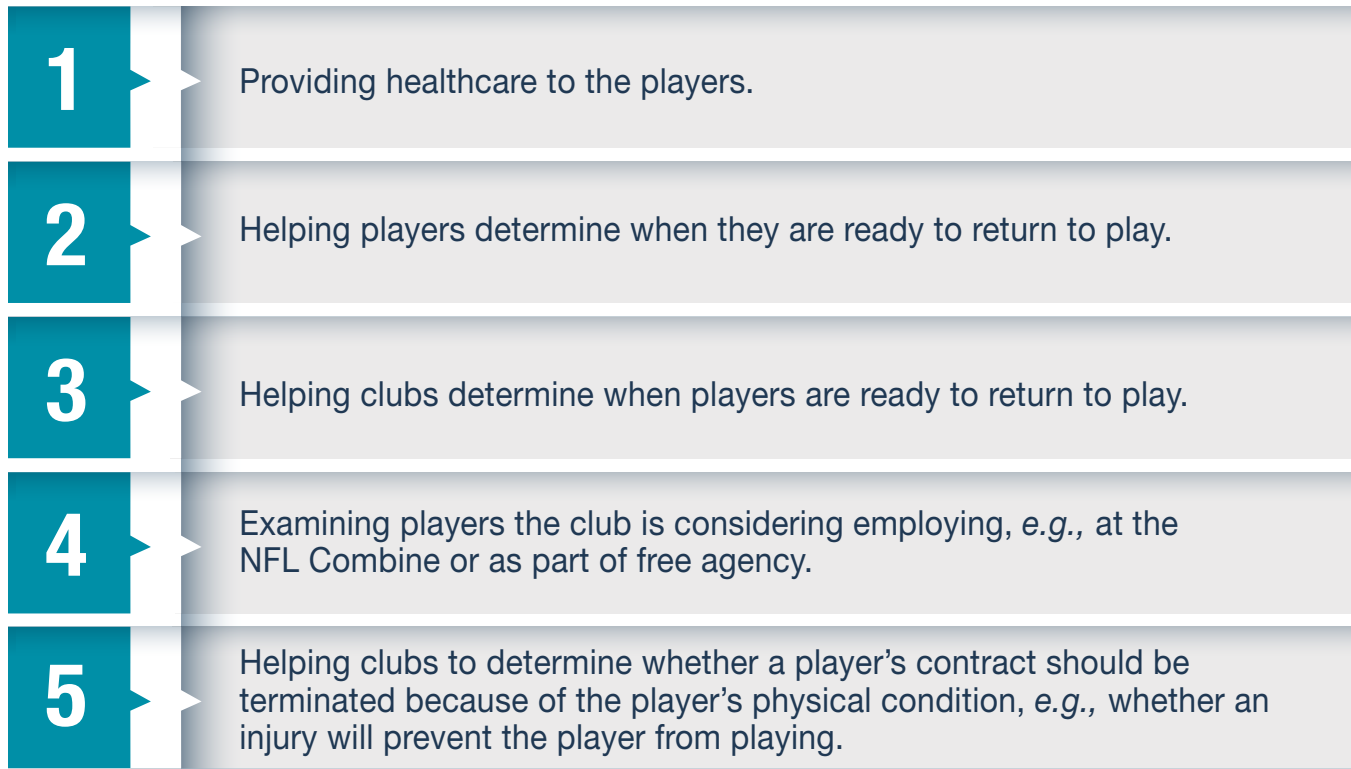 1
Providing healthcare to the players.
2
Helping players determine when they are ready to return to play.
3
Helping clubs determine when players are ready to return to play.
4
Examining players the club is considering employing, e.g., at the
NFL Combine or as part of free agency.
5
Helping clubs to determine whether a player’s contract should be
terminated because of the player’s physical condition, e.g., whether an
injury will prevent the player from playing.